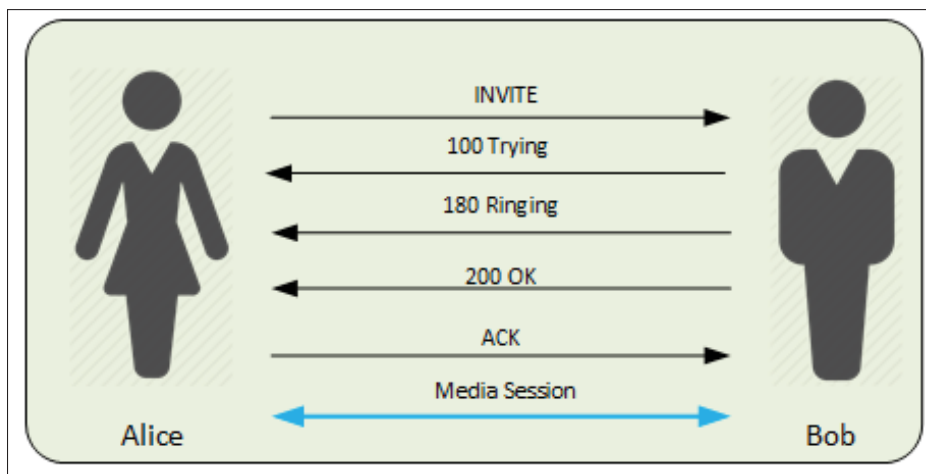 INVITE
100 Trying
180 Ringing
200 OK
ACK
Media Session
Alice
Bob